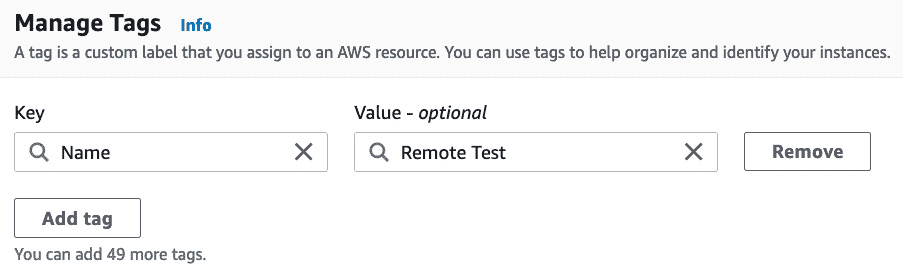 Manage Tags Info
A tag is a custom label that you assign to an AWS resource. You can use tags to help organize and identify your instances.
Key Value - optional
Name Remote Test Remove
Add tag
You can add 49 more tags.